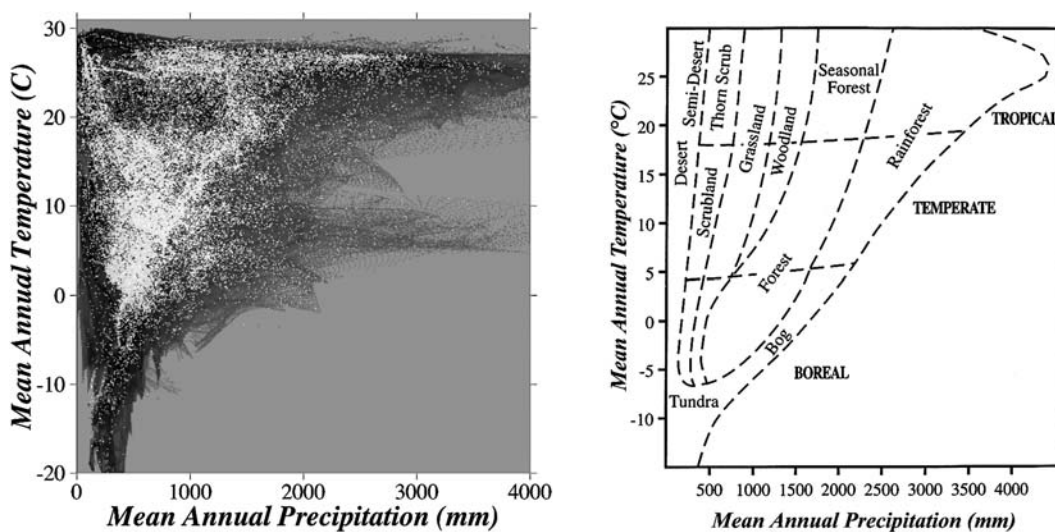 Mean Annual Temperature (C)
30
20
10
0
-10
-20
0
1000
2000
3000
4000
Mean Annual Precipitation (mm)
Mean Annual Temperature (°C)
25
20
15
10
5
0
-5
-10
Semi-Desert
Thorn Scrub
Seasonal
Forest
Desert
Scrubland
Grassland
Woodland
Rainforest
TROPICAL
TEMPERATE
Forest
Bog
BOREAL
Tundra
500
1000
1500
2000
2500
3000
3500
4000
Mean Annual Precipitation (mm)